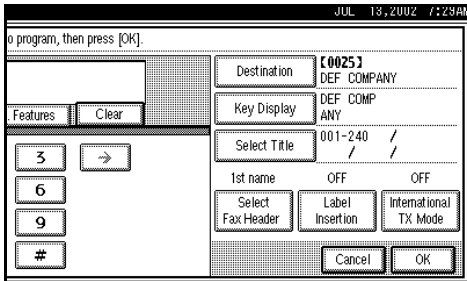 JUL 13,2002 7:29AM
o program, then press [OK].
Destination
【0025】
DEF COMPANY
. Features
Clear
Key Display
DEF COMP
ANY
Select Title
001-240 /
/ /
3
→
6
9
#
1st name
OFF
OFF
Select
Fax Header
Label
Insertion
International
TX Mode
Cancel
OK